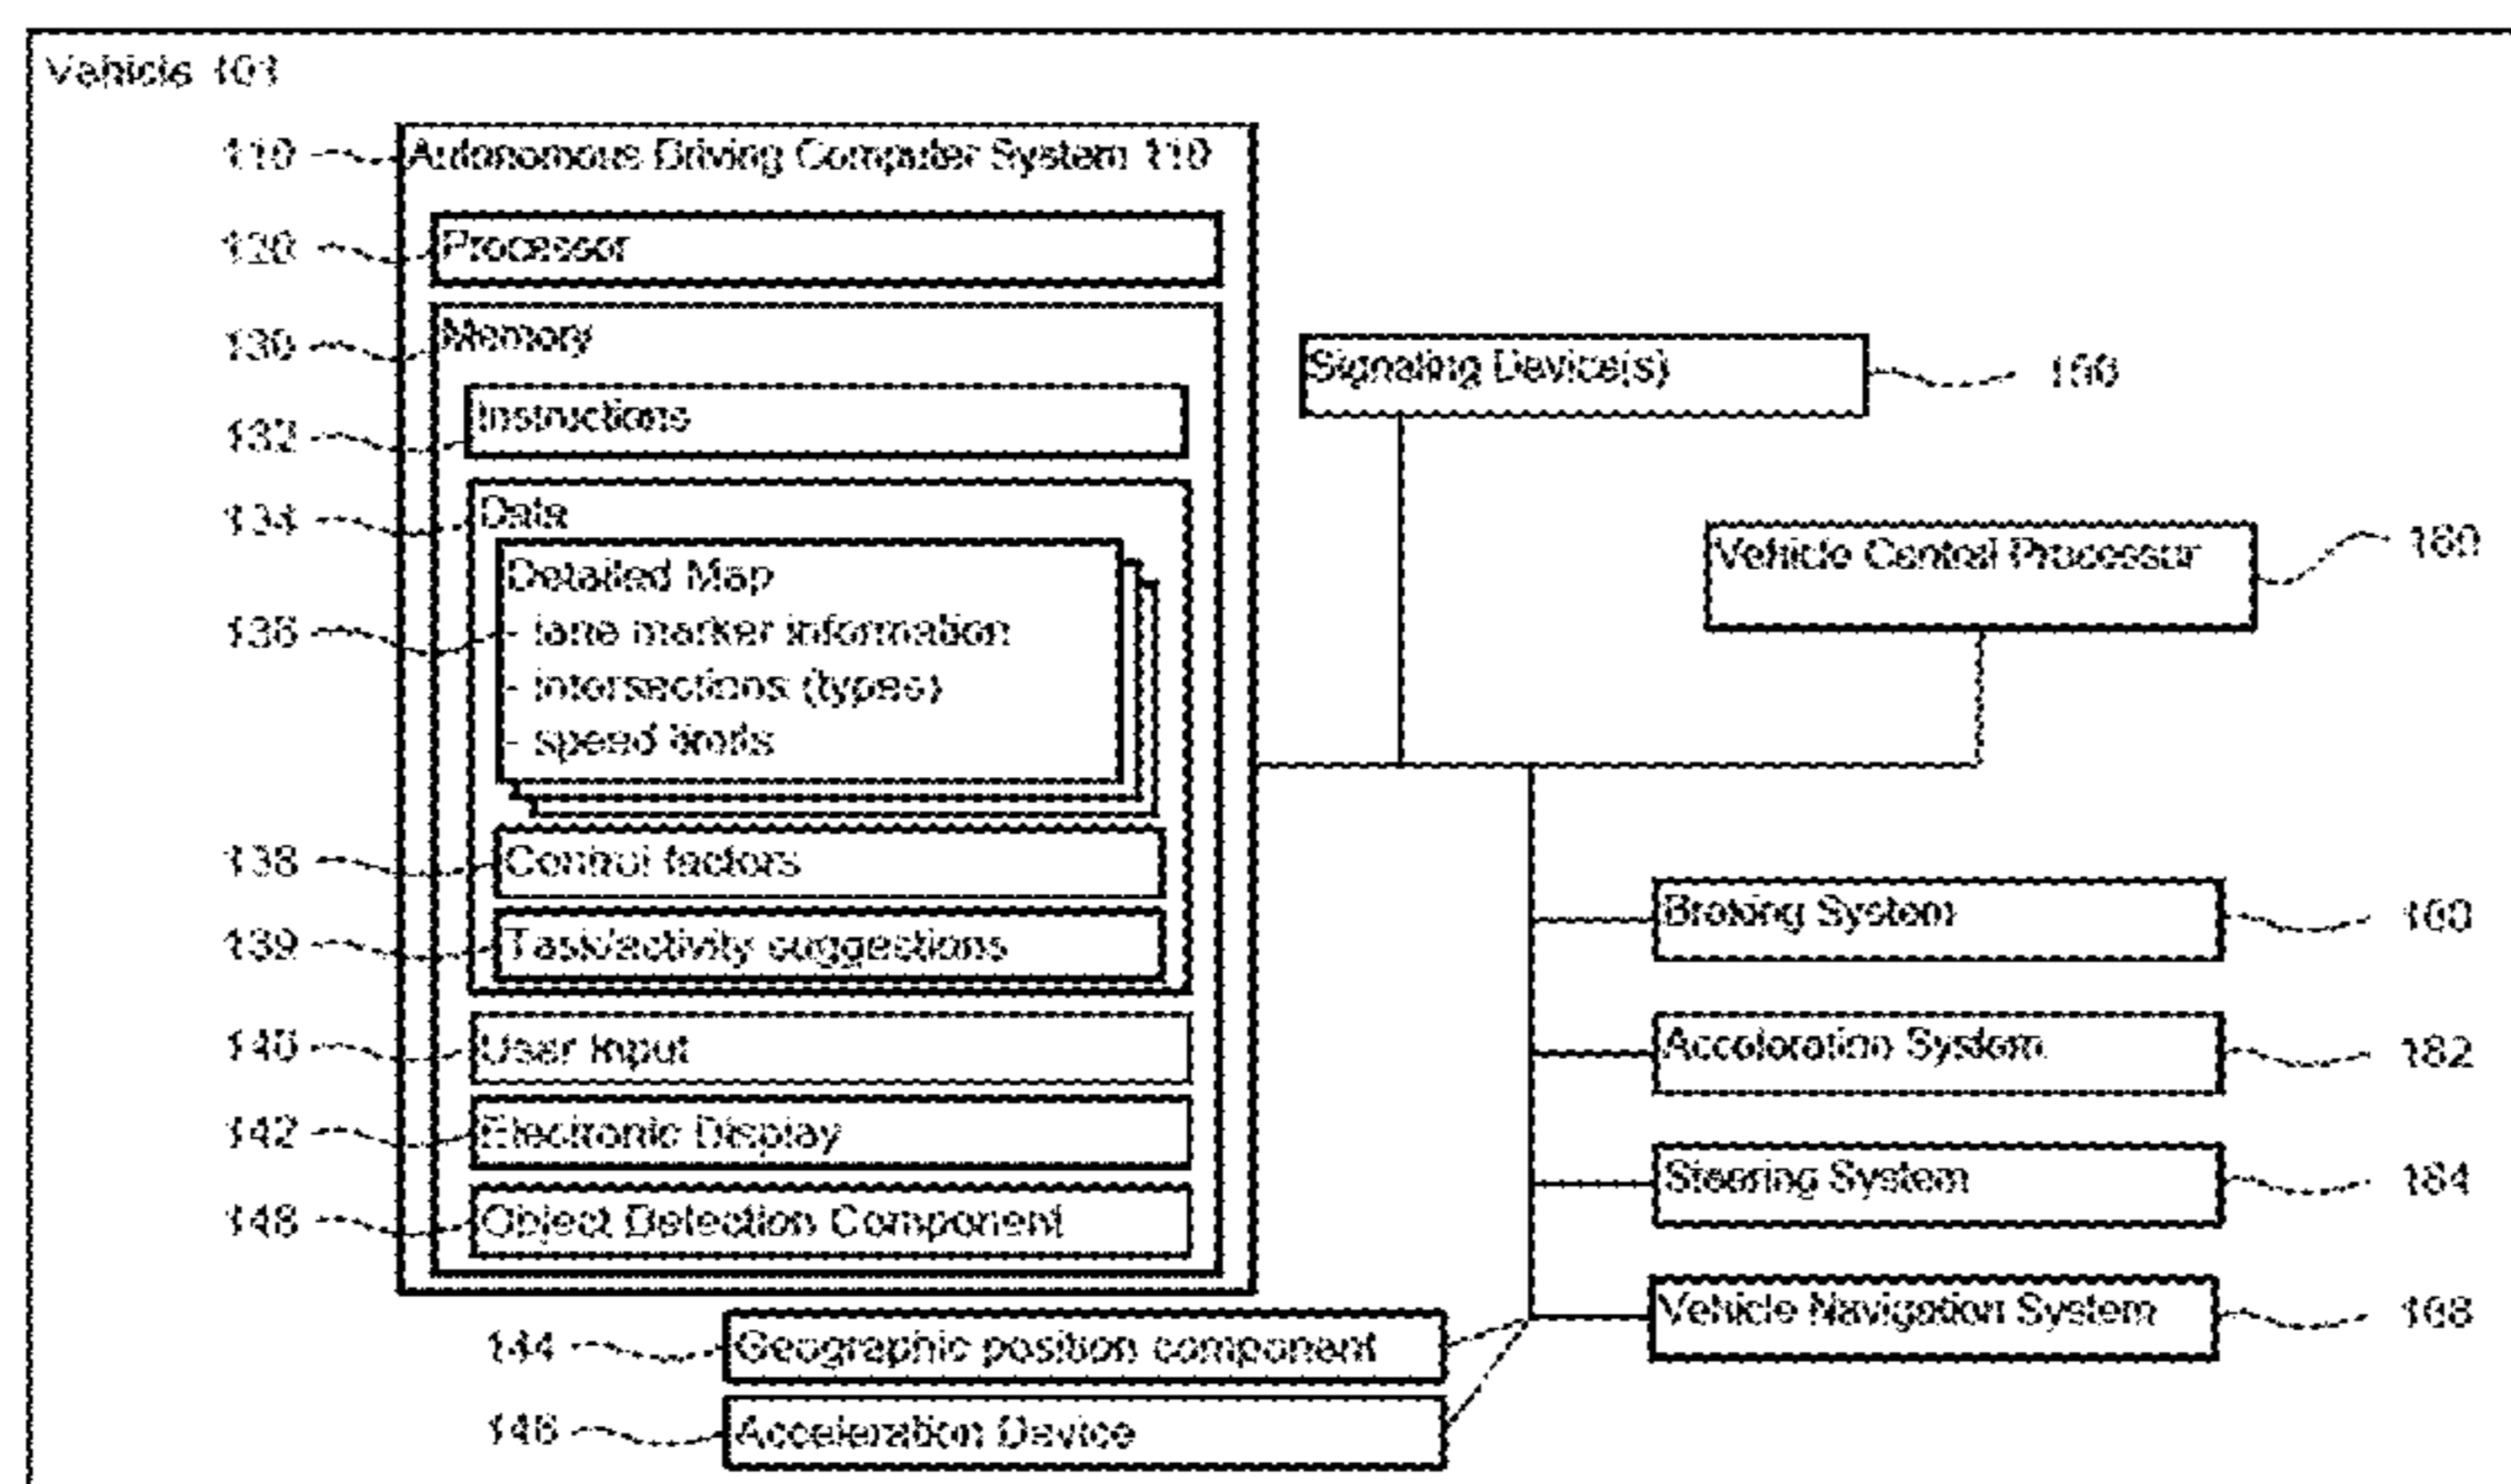 Vehicle 101
110 Autonomous Driving Computer System 110
120 Processor
130 Memory
132 Instructions
134 Data
Detailed Map
136 - lane marker information
- intersections (types)
- speed limits
138 Control factors
139 Task/activity suggestions
140 User Input
142 Electronic Display
148 Object Detection Component
144 Geographic position component
146 Acceleration Device
Signaling Device(s)
Vehicle Central Processor 160
Braking System
Acceleration System 182
Steering System 184
Vehicle Navigation System